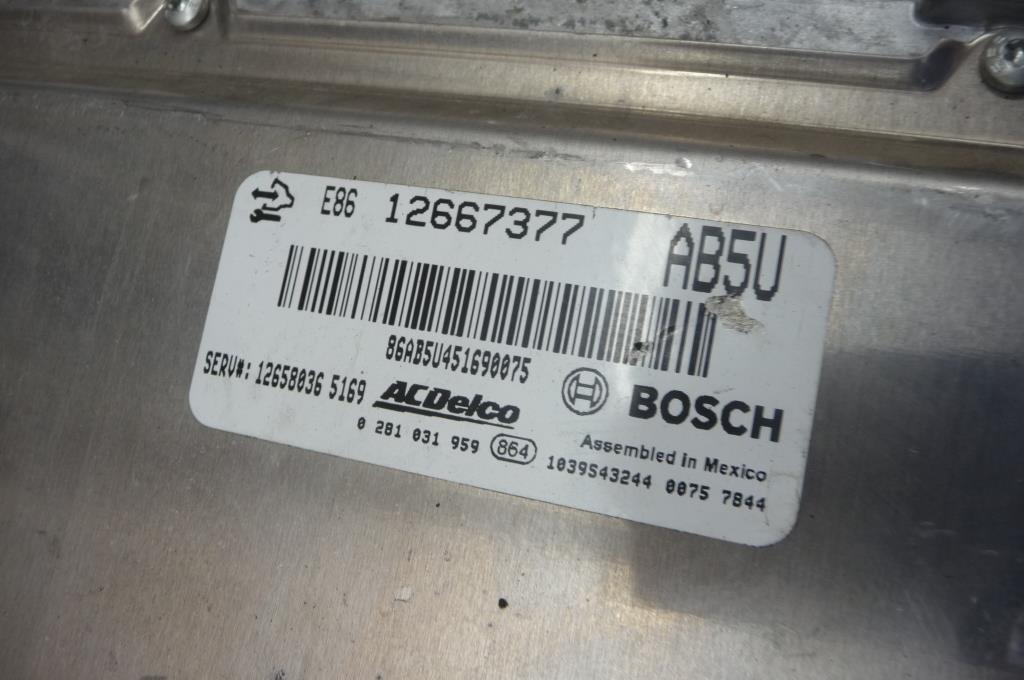 E86 12667377 AB5U
86AB5U451690075
SERV#: 12658036 5169 ACDelco BOSCH
0 281 031 959 864 Assembled in Mexico
1039S43244 0075 7844